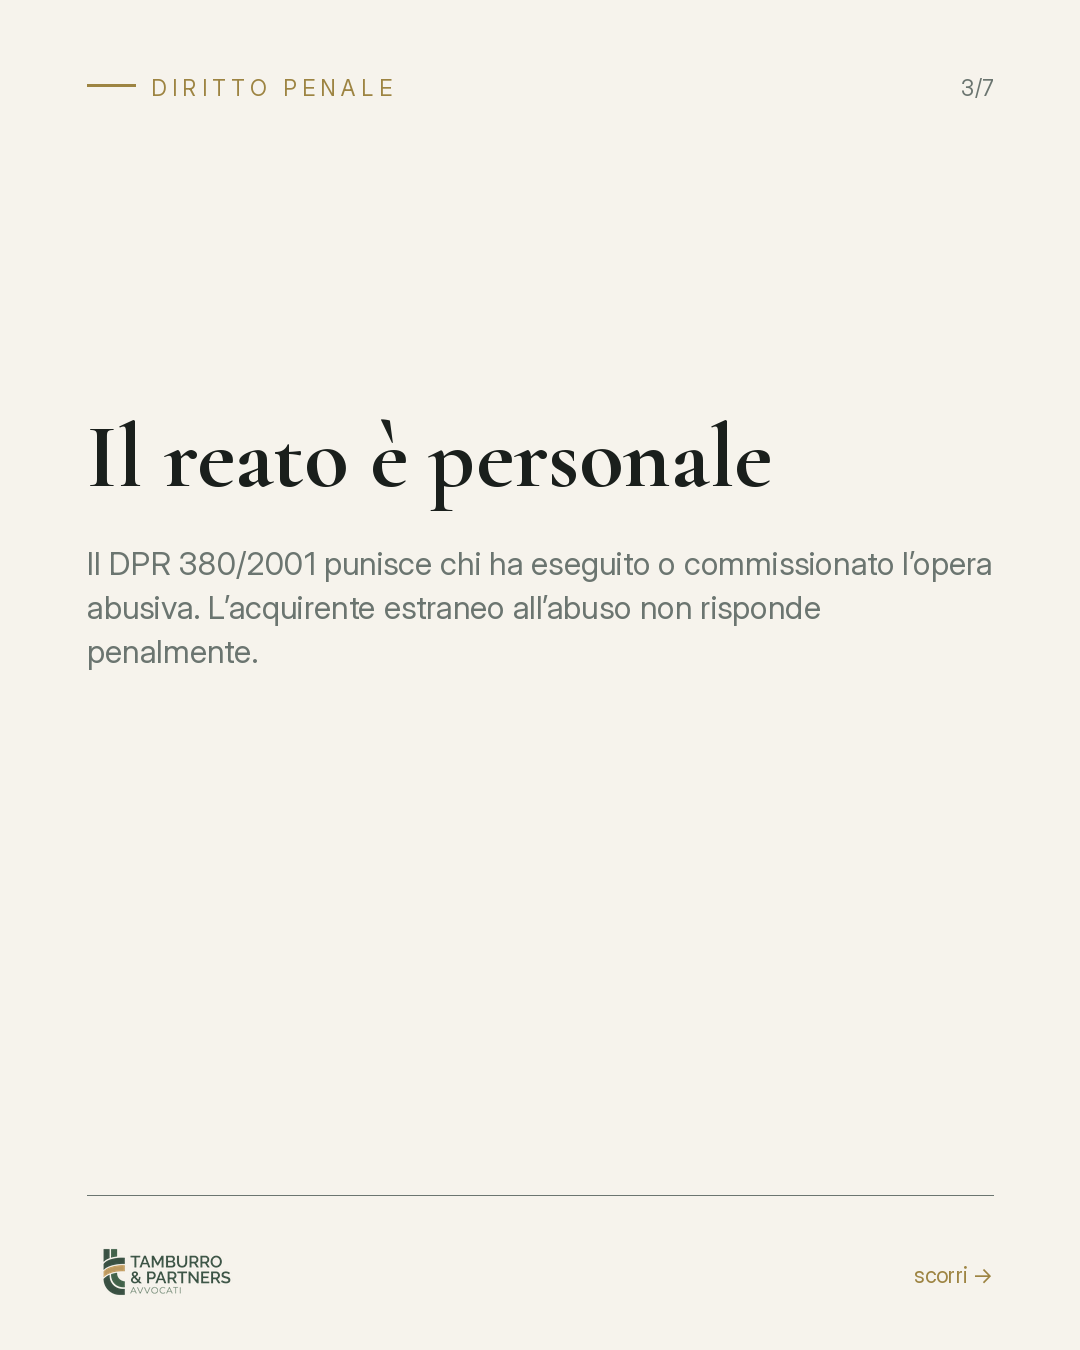 DIRITTO PENALE
3/7
Il reato è personale
Il DPR 380/2001 punisce chi ha eseguito o commissionato l’opera
abusiva. L’acquirente estraneo all’abuso non risponde
penalmente.
TAMBURRO
& PARTNERS
AVVOCATI
scorri →